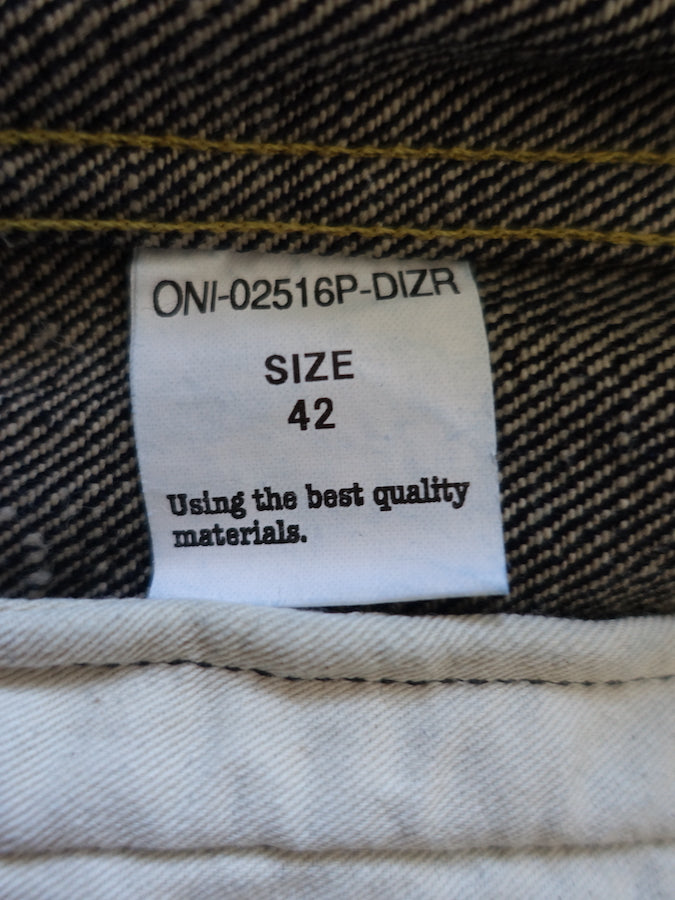 ONI-02516P-DIZR
SIZE
42
Using the best quality
materials.